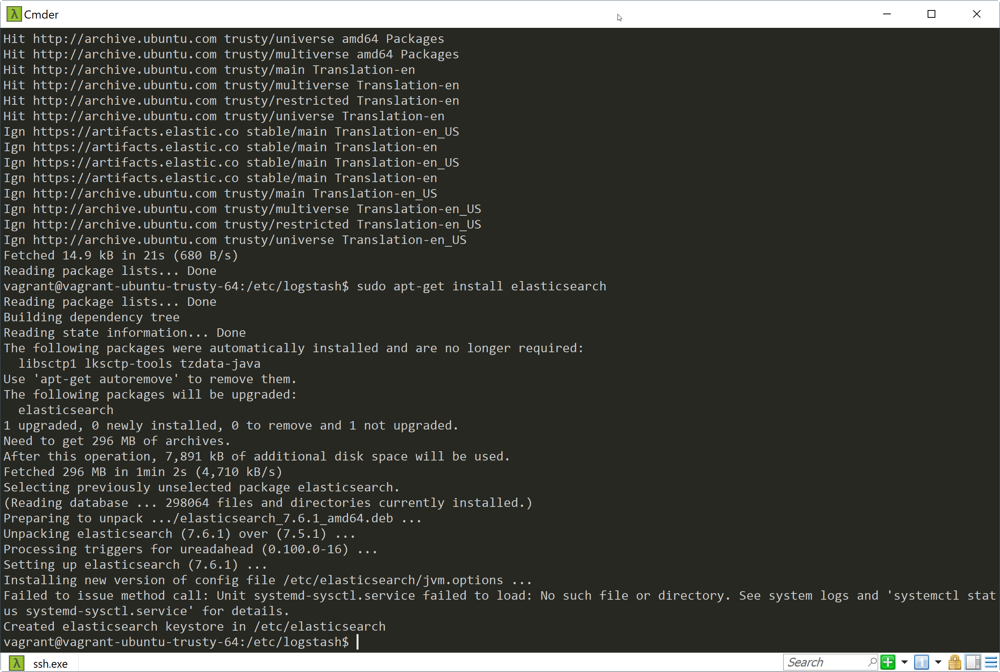 Cmder
Hit http://archive.ubuntu.com trusty/universe amd64 Packages
Hit http://archive.ubuntu.com trusty/multiverse amd64 Packages
Hit http://archive.ubuntu.com trusty/main Translation-en
Hit http://archive.ubuntu.com trusty/multiverse Translation-en
Hit http://archive.ubuntu.com trusty/restricted Translation-en
Hit http://archive.ubuntu.com trusty/universe Translation-en
Ign https://artifacts.elastic.co stable/main Translation-en_US
Ign https://artifacts.elastic.co stable/main Translation-en
Ign https://artifacts.elastic.co stable/main Translation-en_US
Ign https://artifacts.elastic.co stable/main Translation-en
Ign http://archive.ubuntu.com trusty/main Translation-en_US
Ign http://archive.ubuntu.com trusty/multiverse Translation-en_US
Ign http://archive.ubuntu.com trusty/restricted Translation-en_US
Ign http://archive.ubuntu.com trusty/universe Translation-en_US
Fetched 14.9 kB in 21s (680 B/s)
Reading package lists... Done
vagrant@vagrant-ubuntu-trusty-64:/etc/logstash$ sudo apt-get install elasticsearch
Reading package lists... Done
Building dependency tree
Reading state information... Done
The following packages were automatically installed and are no longer required:
  libsctp1 lksctp-tools tzdata-java
Use 'apt-get autoremove' to remove them.
The following packages will be upgraded:
  elasticsearch
1 upgraded, 0 newly installed, 0 to remove and 1 not upgraded.
Need to get 296 MB of archives.
After this operation, 7,891 kB of additional disk space will be used.
Fetched 296 MB in 1min 2s (4,710 kB/s)
Selecting previously unselected package elasticsearch.
(Reading database ... 298064 files and directories currently installed.)
Preparing to unpack .../elasticsearch_7.6.1_amd64.deb ...
Unpacking elasticsearch (7.6.1) over (7.5.1) ...
Processing triggers for ureadahead (0.100.0-16) ...
Setting up elasticsearch (7.6.1) ...
Installing new version of config file /etc/elasticsearch/jvm.options ...
Failed to issue method call: Unit systemd-sysctl.service failed to load: No such file or directory. See system logs and 'systemctl stat
us systemd-sysctl.service' for details.
Created elasticsearch keystore in /etc/elasticsearch
vagrant@vagrant-ubuntu-trusty-64:/etc/logstash$
ssh.exe
Search
1